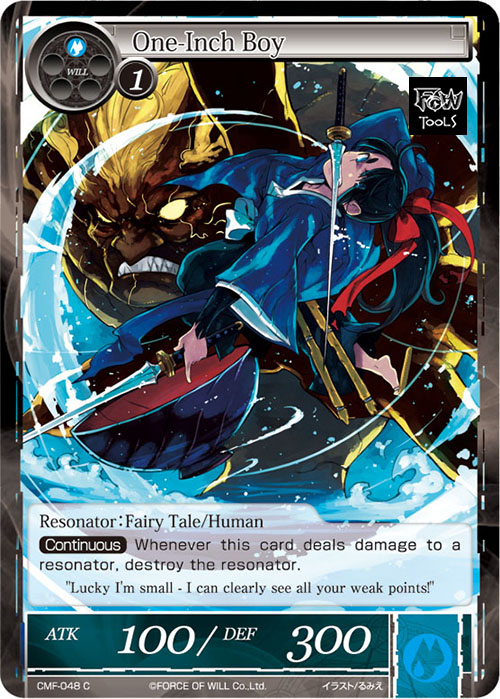 One-Inch Boy
WILL
1
FOW
TOOLS
Resonator:Fairy Tale/Human
Continuous Whenever this card deals damage to a
resonator, destroy the resonator.
"Lucky I'm small - I can clearly see all your weak points!"
ATK 100/ DEF 300
CMF-048 C ©FORCE OF WILL Co.,Ltd. イラスト/るみえ